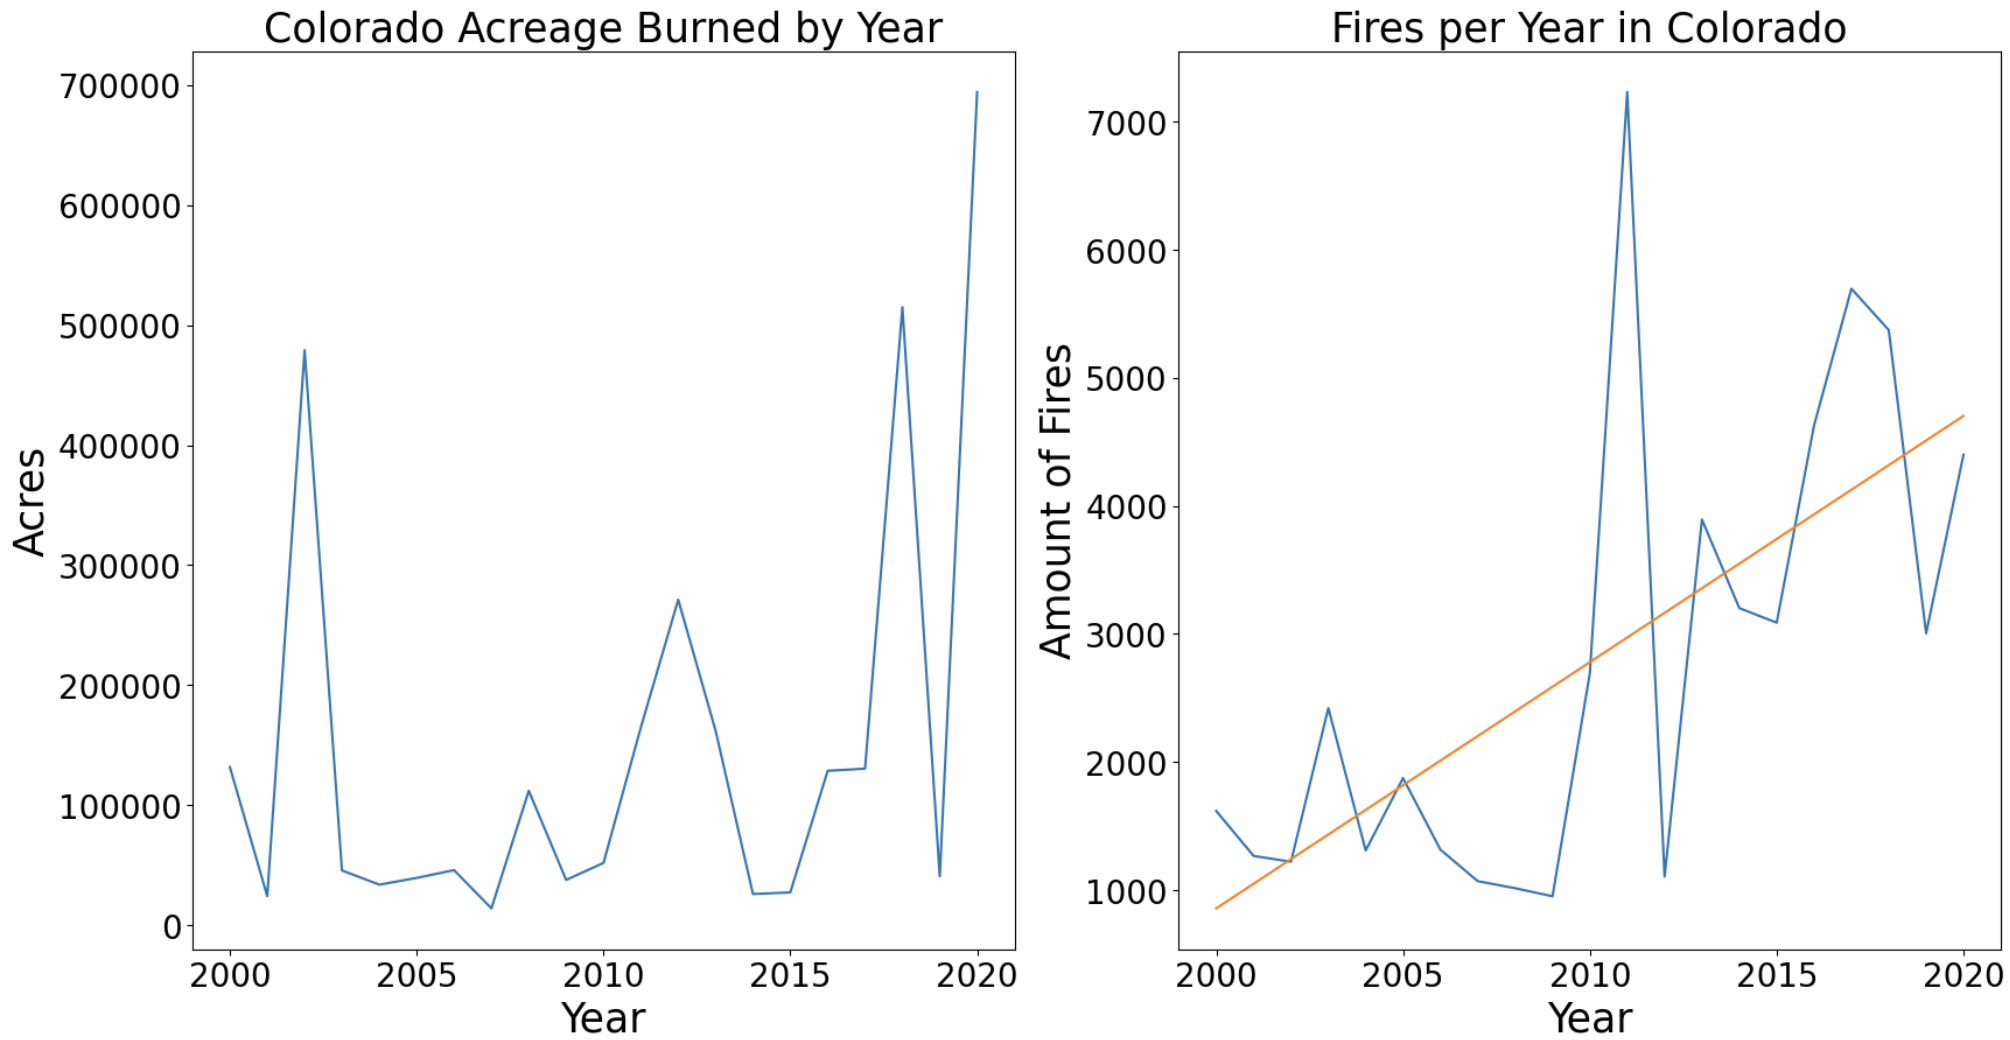 Colorado Acreage Burned by Year
700000
600000
500000
400000
300000
200000
100000
0
Acres
2000 2005 2010 2015 2020
Year
Fires per Year in Colorado
7000
6000
5000
4000
3000
2000
1000
Amount of Fires
2000 2005 2010 2015 2020
Year